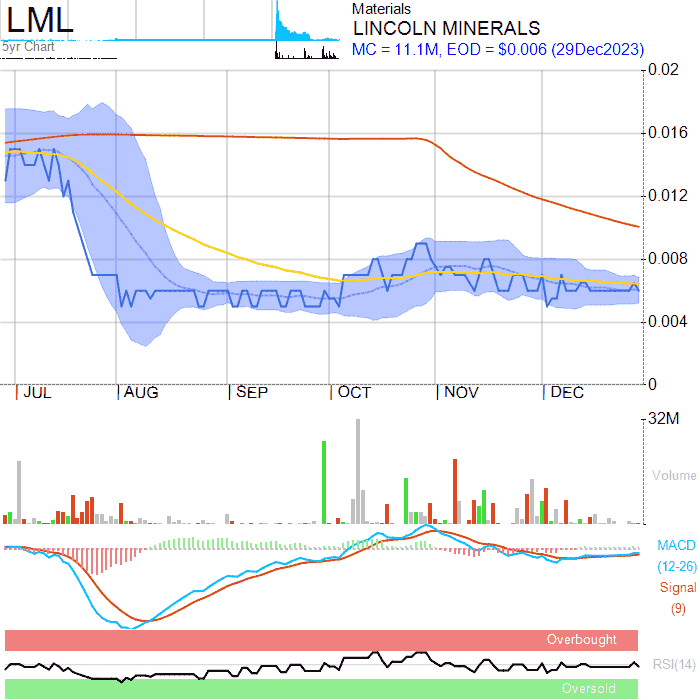 LML
5yr Chart
Materials
LINCOLN MINERALS
MC = 11.1M, EOD = $0.006 (29Dec2023)
0.02
0.016
0.012
0.008
0.004
0
JUL AUG SEP OCT NOV DEC
32M
Volume
MACD
(12-26)
Signal
(9)
Overbought
RSI(14)
Oversold